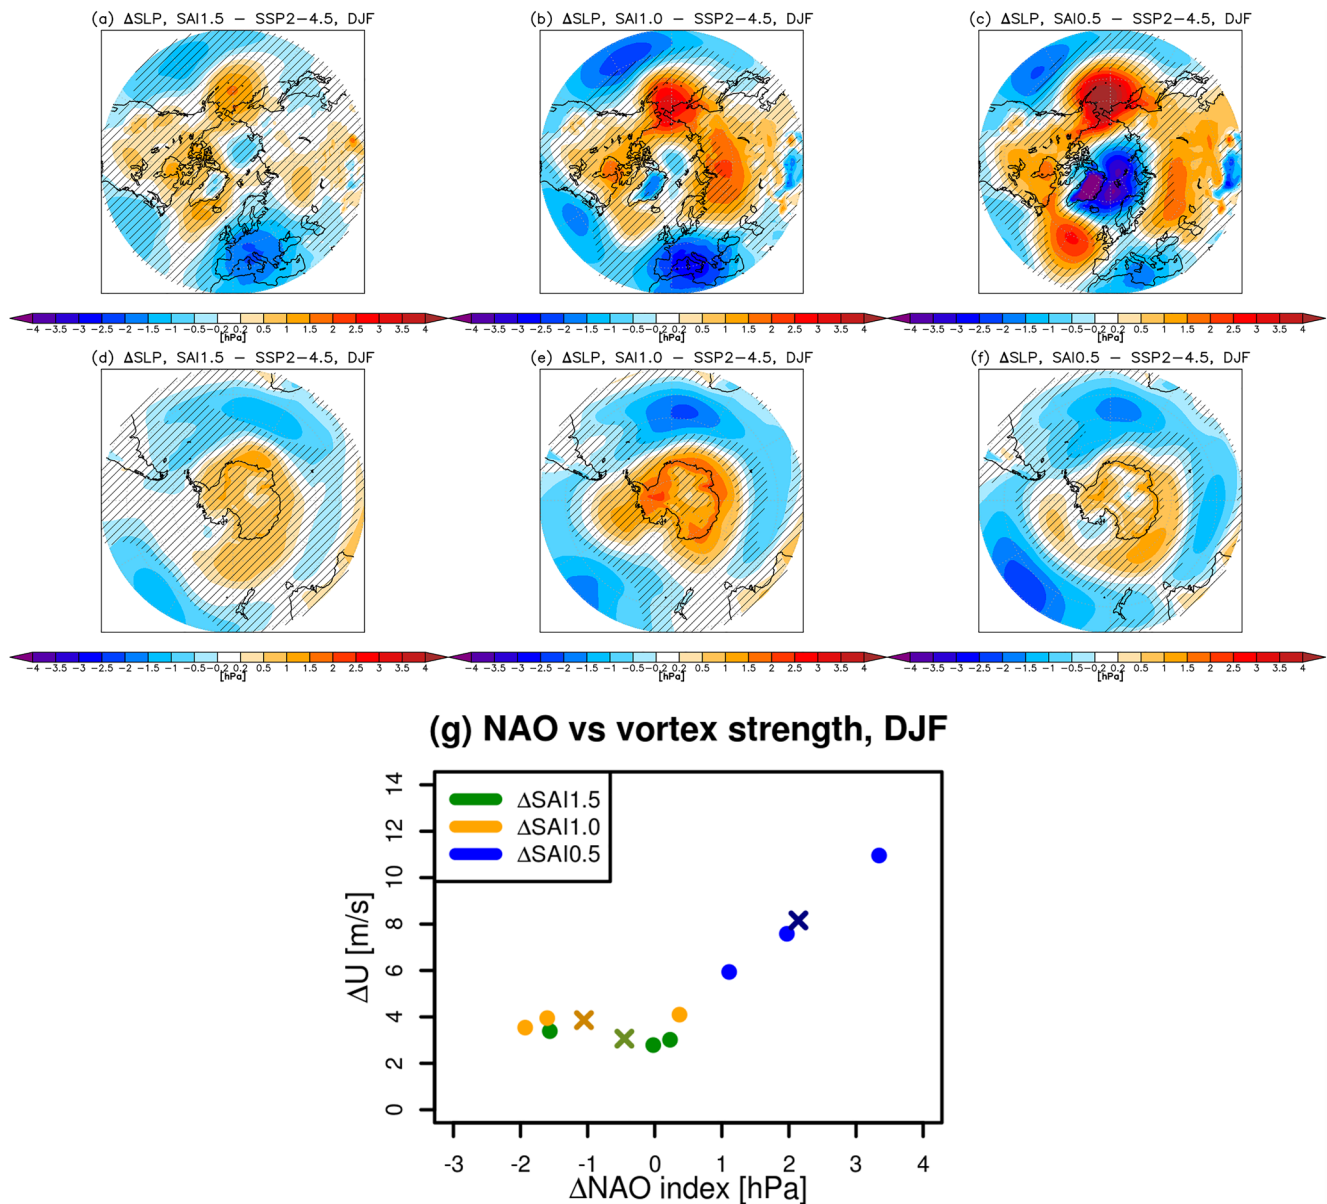 (a) ΔSLP, SAI1.5 − SSP2−4.5, DJF
(b) ΔSLP, SAI1.0 − SSP2−4.5, DJF
(c) ΔSLP, SAI0.5 − SSP2−4.5, DJF
−4 −3.5 −3 −2.5 −2 −1.5 −1 −0.5 −0.2 0.2 0.5 1 1.5 2 2.5 3 3.5 4
[hPa]
−4 −3.5 −3 −2.5 −2 −1.5 −1 −0.5 −0.2 0.2 0.5 1 1.5 2 2.5 3 3.5 4
[hPa]
−4 −3.5 −3 −2.5 −2 −1.5 −1 −0.5 −0.2 0.2 0.5 1 1.5 2 2.5 3 3.5 4
[hPa]
(d) ΔSLP, SAI1.5 − SSP2−4.5, DJF
(e) ΔSLP, SAI1.0 − SSP2−4.5, DJF
(f) ΔSLP, SAI0.5 − SSP2−4.5, DJF
−4 −3.5 −3 −2.5 −2 −1.5 −1 −0.5 −0.2 0.2 0.5 1 1.5 2 2.5 3 3.5 4
[hPa]
−4 −3.5 −3 −2.5 −2 −1.5 −1 −0.5 −0.2 0.2 0.5 1 1.5 2 2.5 3 3.5 4
[hPa]
−4 −3.5 −3 −2.5 −2 −1.5 −1 −0.5 −0.2 0.2 0.5 1 1.5 2 2.5 3 3.5 4
[hPa]
(g) NAO vs vortex strength, DJF
ΔSAI1.5
ΔSAI1.0
ΔSAI0.5
ΔU [m/s]
14
12
10
8
6
4
2
0
-3 -2 -1 0 1 2 3 4
ΔNAO index [hPa]